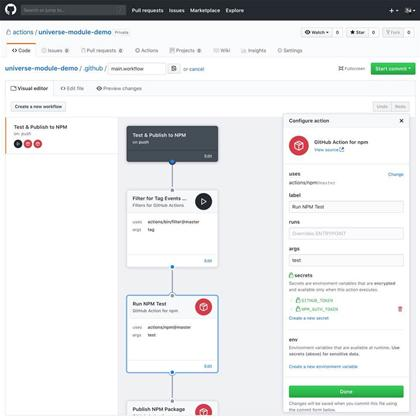 Search or jump to...
Pull requests Issues Marketplace Explore
actions / universe-module-demo Private
Watch 0 Star 0 Fork 0
Code Issues 0 Pull requests 0 Actions Projects 0 Wiki Insights Settings
universe-module-demo / .github / main.workflow or cancel
Fullscreen Start commit
Visual editor Edit file Preview changes
Create a new workflow
Undo Redo
Test & Publish to NPM
on push
Test & Publish to NPM
on push
Edit
Filter for Tag Events ...
Filters for GitHub Actions
uses actions/bin/filter@master
args tag
Edit
Run NPM Test
GitHub Action for npm
uses actions/npm@master
args test
Edit
Publish NPM Package
Configure action
GitHub Action for npm
View source
uses
Change
actions/npm@master
label
Run NPM Test
runs
Overrides ENTRYPOINT
args
test
secrets
Secrets are environment variables that are encrypted
and available only when this action executes.
GITHUB_TOKEN
NPM_AUTH_TOKEN
Create a new secret
env
Environment variables that are available at runtime. Use
secrets (above) for sensitive data.
Create a new environment variable
Done
Changes will be saved when you commit this file using
the commit form below.